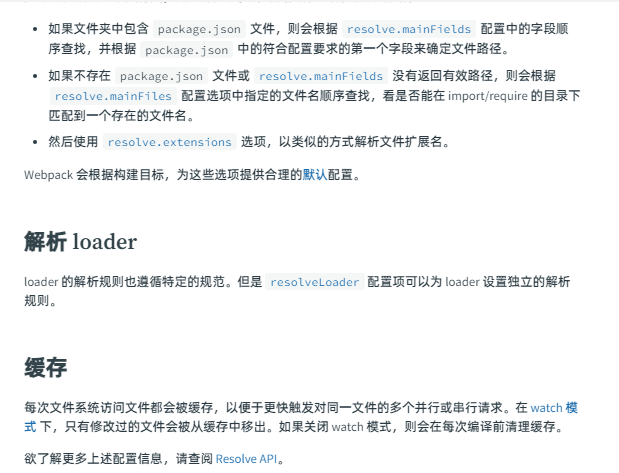 如果文件夹中包含 package.json 文件，则会根据 resolve.mainFields 配置中的字段顺
序查找，并根据 package.json 中的符合配置要求的第一个字段来确定文件路径。
如果不存在 package.json 文件或 resolve.mainFields 没有返回有效路径，则会根据
resolve.mainFiles 配置选项中指定的文件名顺序查找，看是否能在 import/require 的目录下
匹配到一个存在的文件名。
然后使用 resolve.extensions 选项，以类似的方式解析文件扩展名。
Webpack 会根据构建目标，为这些选项提供合理的默认配置。
解析 loader
loader 的解析规则也遵循特定的规范。但是 resolveLoader 配置项可以为 loader 设置独立的解析
规则。
缓存
每次文件系统访问文件都会被缓存，以便于更快触发对同一文件的多个并行或串行请求。在 watch 模
式 下，只有修改过的文件会被从缓存中移出。如果关闭 watch 模式，则会在每次编译前清理缓存。
欲了解更多上述配置信息，请查阅 Resolve API。